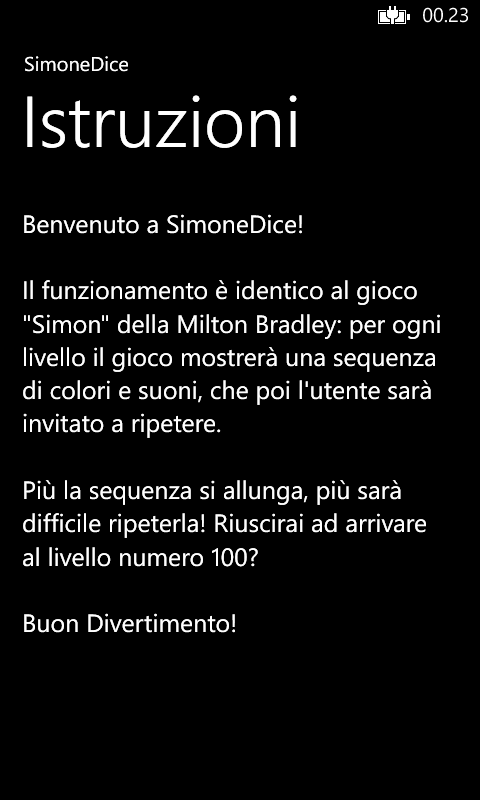 00.23
SimoneDice
Istruzioni
Benvenuto a SimoneDice!
Il funzionamento è identico al gioco
"Simon" della Milton Bradley: per ogni
livello il gioco mostrerà una sequenza
di colori e suoni, che poi l'utente sarà
invitato a ripetere.
Più la sequenza si allunga, più sarà
difficile ripeterla! Riuscirai ad arrivare
al livello numero 100?
Buon Divertimento!